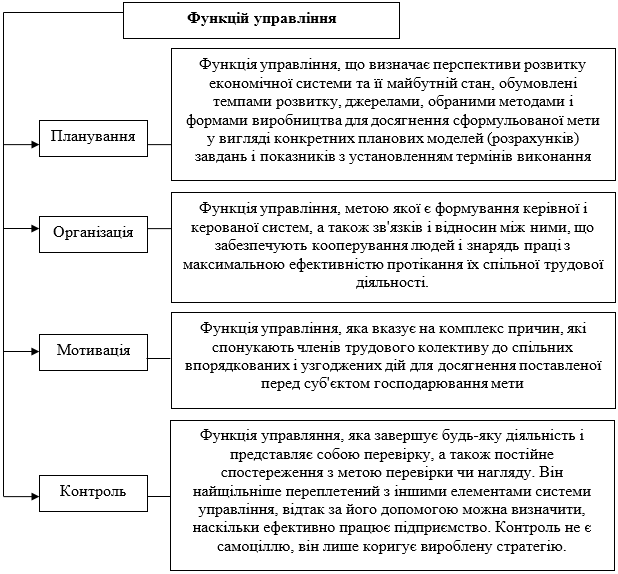 Функцій управління
Функція управління, що визначає перспективи розвитку
економічної системи та її майбутній стан, обумовлені
темпами розвитку, джерелами, обраними методами і
формами виробництва для досягнення сформульованої мети
у вигляді конкретних планових моделей (розрахунків)
завдань і показників з установленням термінів виконання
Планування
Функція управління, метою якої є формування керівної і
керованої систем, а також зв'язків і відносин між ними, що
забезпечують кооперування людей і знарядь праці з
максимальною ефективністю протікання їх спільної трудової
діяльності.
Організація
Функція управління, яка вказує на комплекс причин, які
спонукають членів трудового колективу до спільних
впорядкованих і узгоджених дій для досягнення поставленої
перед суб'єктом господарювання мети
Мотивація
Функція управляння, яка завершує будь-яку діяльність і
представляє собою перевірку, а також постійне
спостереження з метою перевірки чи нагляду. Він
найщільніше переплетений з іншими елементами системи
управління, відтак за його допомогою можна визначити,
наскільки ефективно працює підприємство. Контроль не є
самоціллю, він лише коригує вироблену стратегію.
Контроль